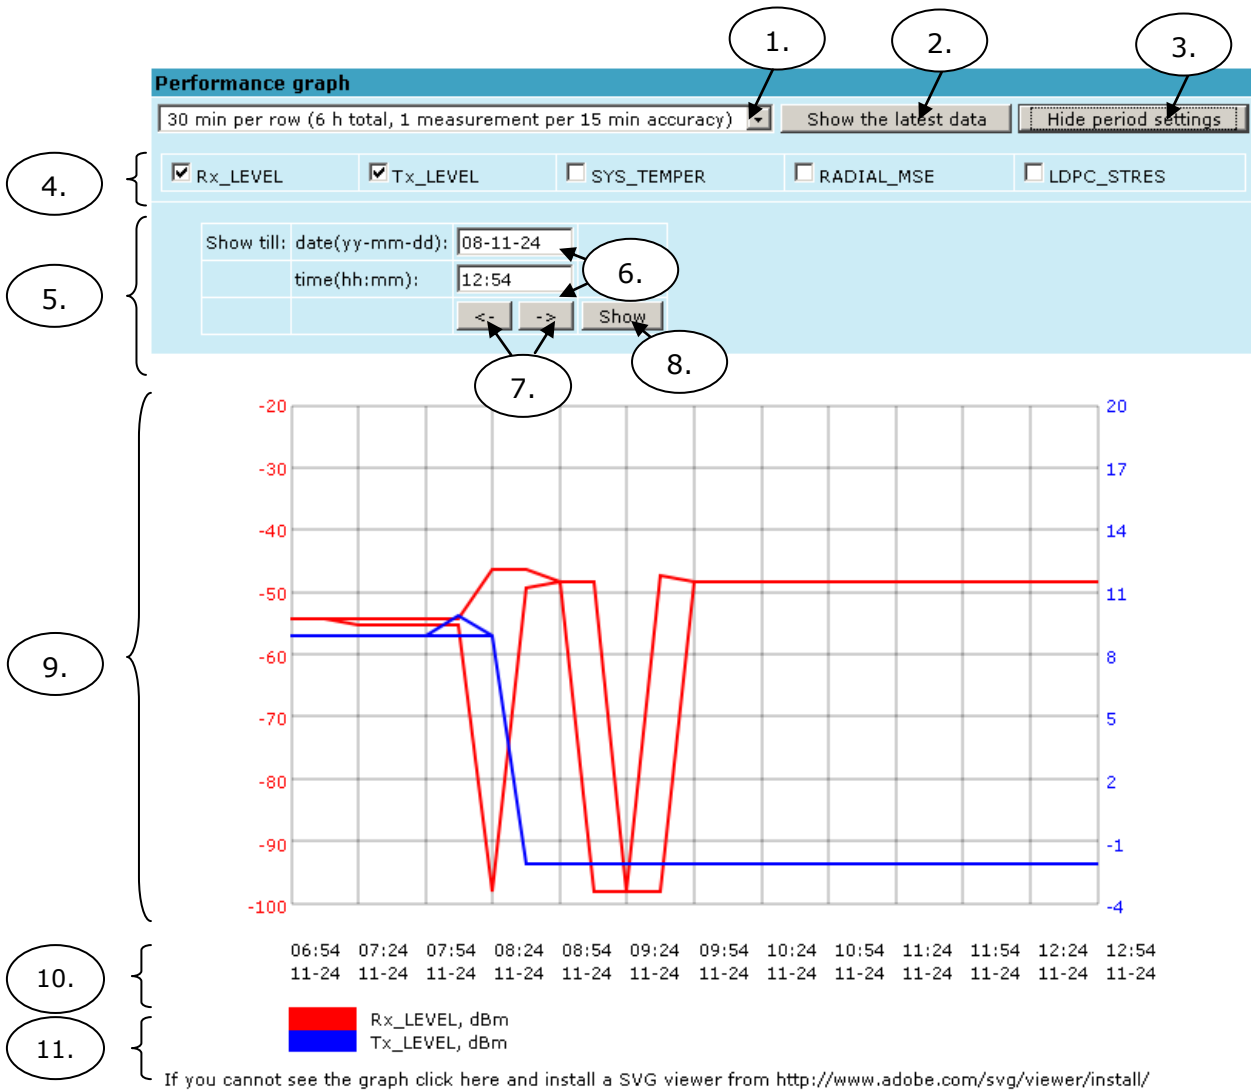 1.
2.
3.
Performance graph
30 min per row (6 h total, 1 measurement per 15 min accuracy)
Show the latest data
Hide period settings
4.
Rx_LEVEL
Tx_LEVEL
SYS_TEMPER
RADIAL_MSE
LDPC_STRES
5.
Show till: date(yy-mm-dd): 08-11-24
time(hh:mm): 12:54
6.
<- -> Show
7.
8.
9.
-20 20
-30 17
-40 14
-50 11
-60 8
-70 5
-80 2
-90 -1
-100 -4
10.
06:54 07:24 07:54 08:24 08:54 09:24 09:54 10:24 10:54 11:24 11:54 12:24 12:54
11-24 11-24 11-24 11-24 11-24 11-24 11-24 11-24 11-24 11-24 11-24 11-24 11-24
11.
Rx_LEVEL, dBm
Tx_LEVEL, dBm
If you cannot see the graph click here and install a SVG viewer from http://www.adobe.com/svg/viewer/install/